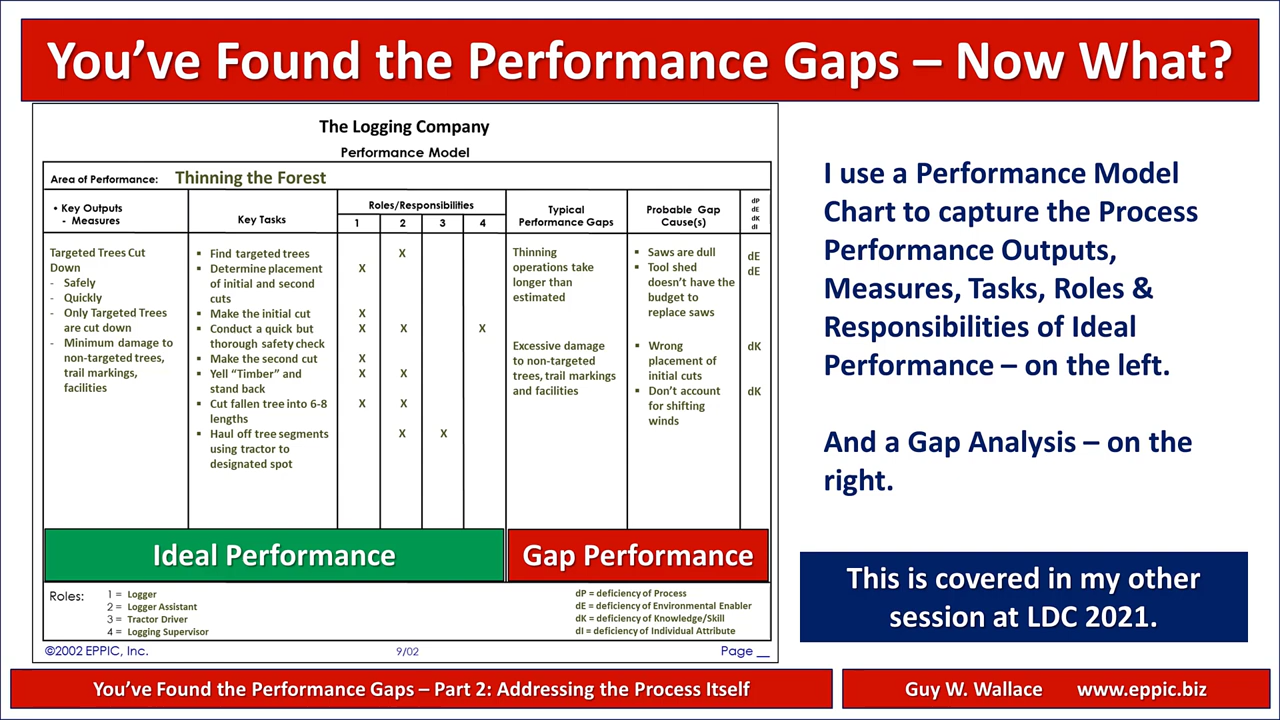 You’ve Found the Performance Gaps – Now What?
The Logging Company
Performance Model
Area of Performance: Thinning the Forest
• Key Outputs
- Measures
Key Tasks
Roles/Responsibilities
1 2 3 4
Typical
Performance Gaps
Probable Gap
Cause(s)
dP
dE
dK
dI
Targeted Trees Cut
Down
- Safely
- Quickly
- Only Targeted Trees
are cut down
- Minimum damage to
non-targeted trees,
trail markings,
facilities
▪ Find targeted trees
▪ Determine placement
of initial and second
cuts
▪ Make the initial cut
▪ Conduct a quick but
thorough safety check
▪ Make the second cut
▪ Yell “Timber” and
stand back
▪ Cut fallen tree into 6-8
lengths
▪ Haul off tree segments
using tractor to
designated spot
X
X
X
X X X
X
X X
X X
X X
Thinning
operations take
longer than
estimated
Excessive damage
to non-targeted
trees, trail markings
and facilities
▪ Saws are dull
▪ Tool shed
doesn’t have the
budget to
replace saws
▪ Wrong
placement of
initial cuts
▪ Don’t account
for shifting
winds
dE
dE
dK
dK
Ideal Performance
Gap Performance
Roles:
1 = Logger
2 = Logger Assistant
3 = Tractor Driver
4 = Logging Supervisor
dP = deficiency of Process
dE = deficiency of Environmental Enabler
dK = deficiency of Knowledge/Skill
dI = deficiency of Individual Attribute
©2002 EPPIC, Inc.
9/02
Page __
I use a Performance Model
Chart to capture the Process
Performance Outputs,
Measures, Tasks, Roles &
Responsibilities of Ideal
Performance – on the left.
And a Gap Analysis – on the
right.
This is covered in my other
session at LDC 2021.
You’ve Found the Performance Gaps – Part 2: Addressing the Process Itself
Guy W. Wallace www.eppic.biz